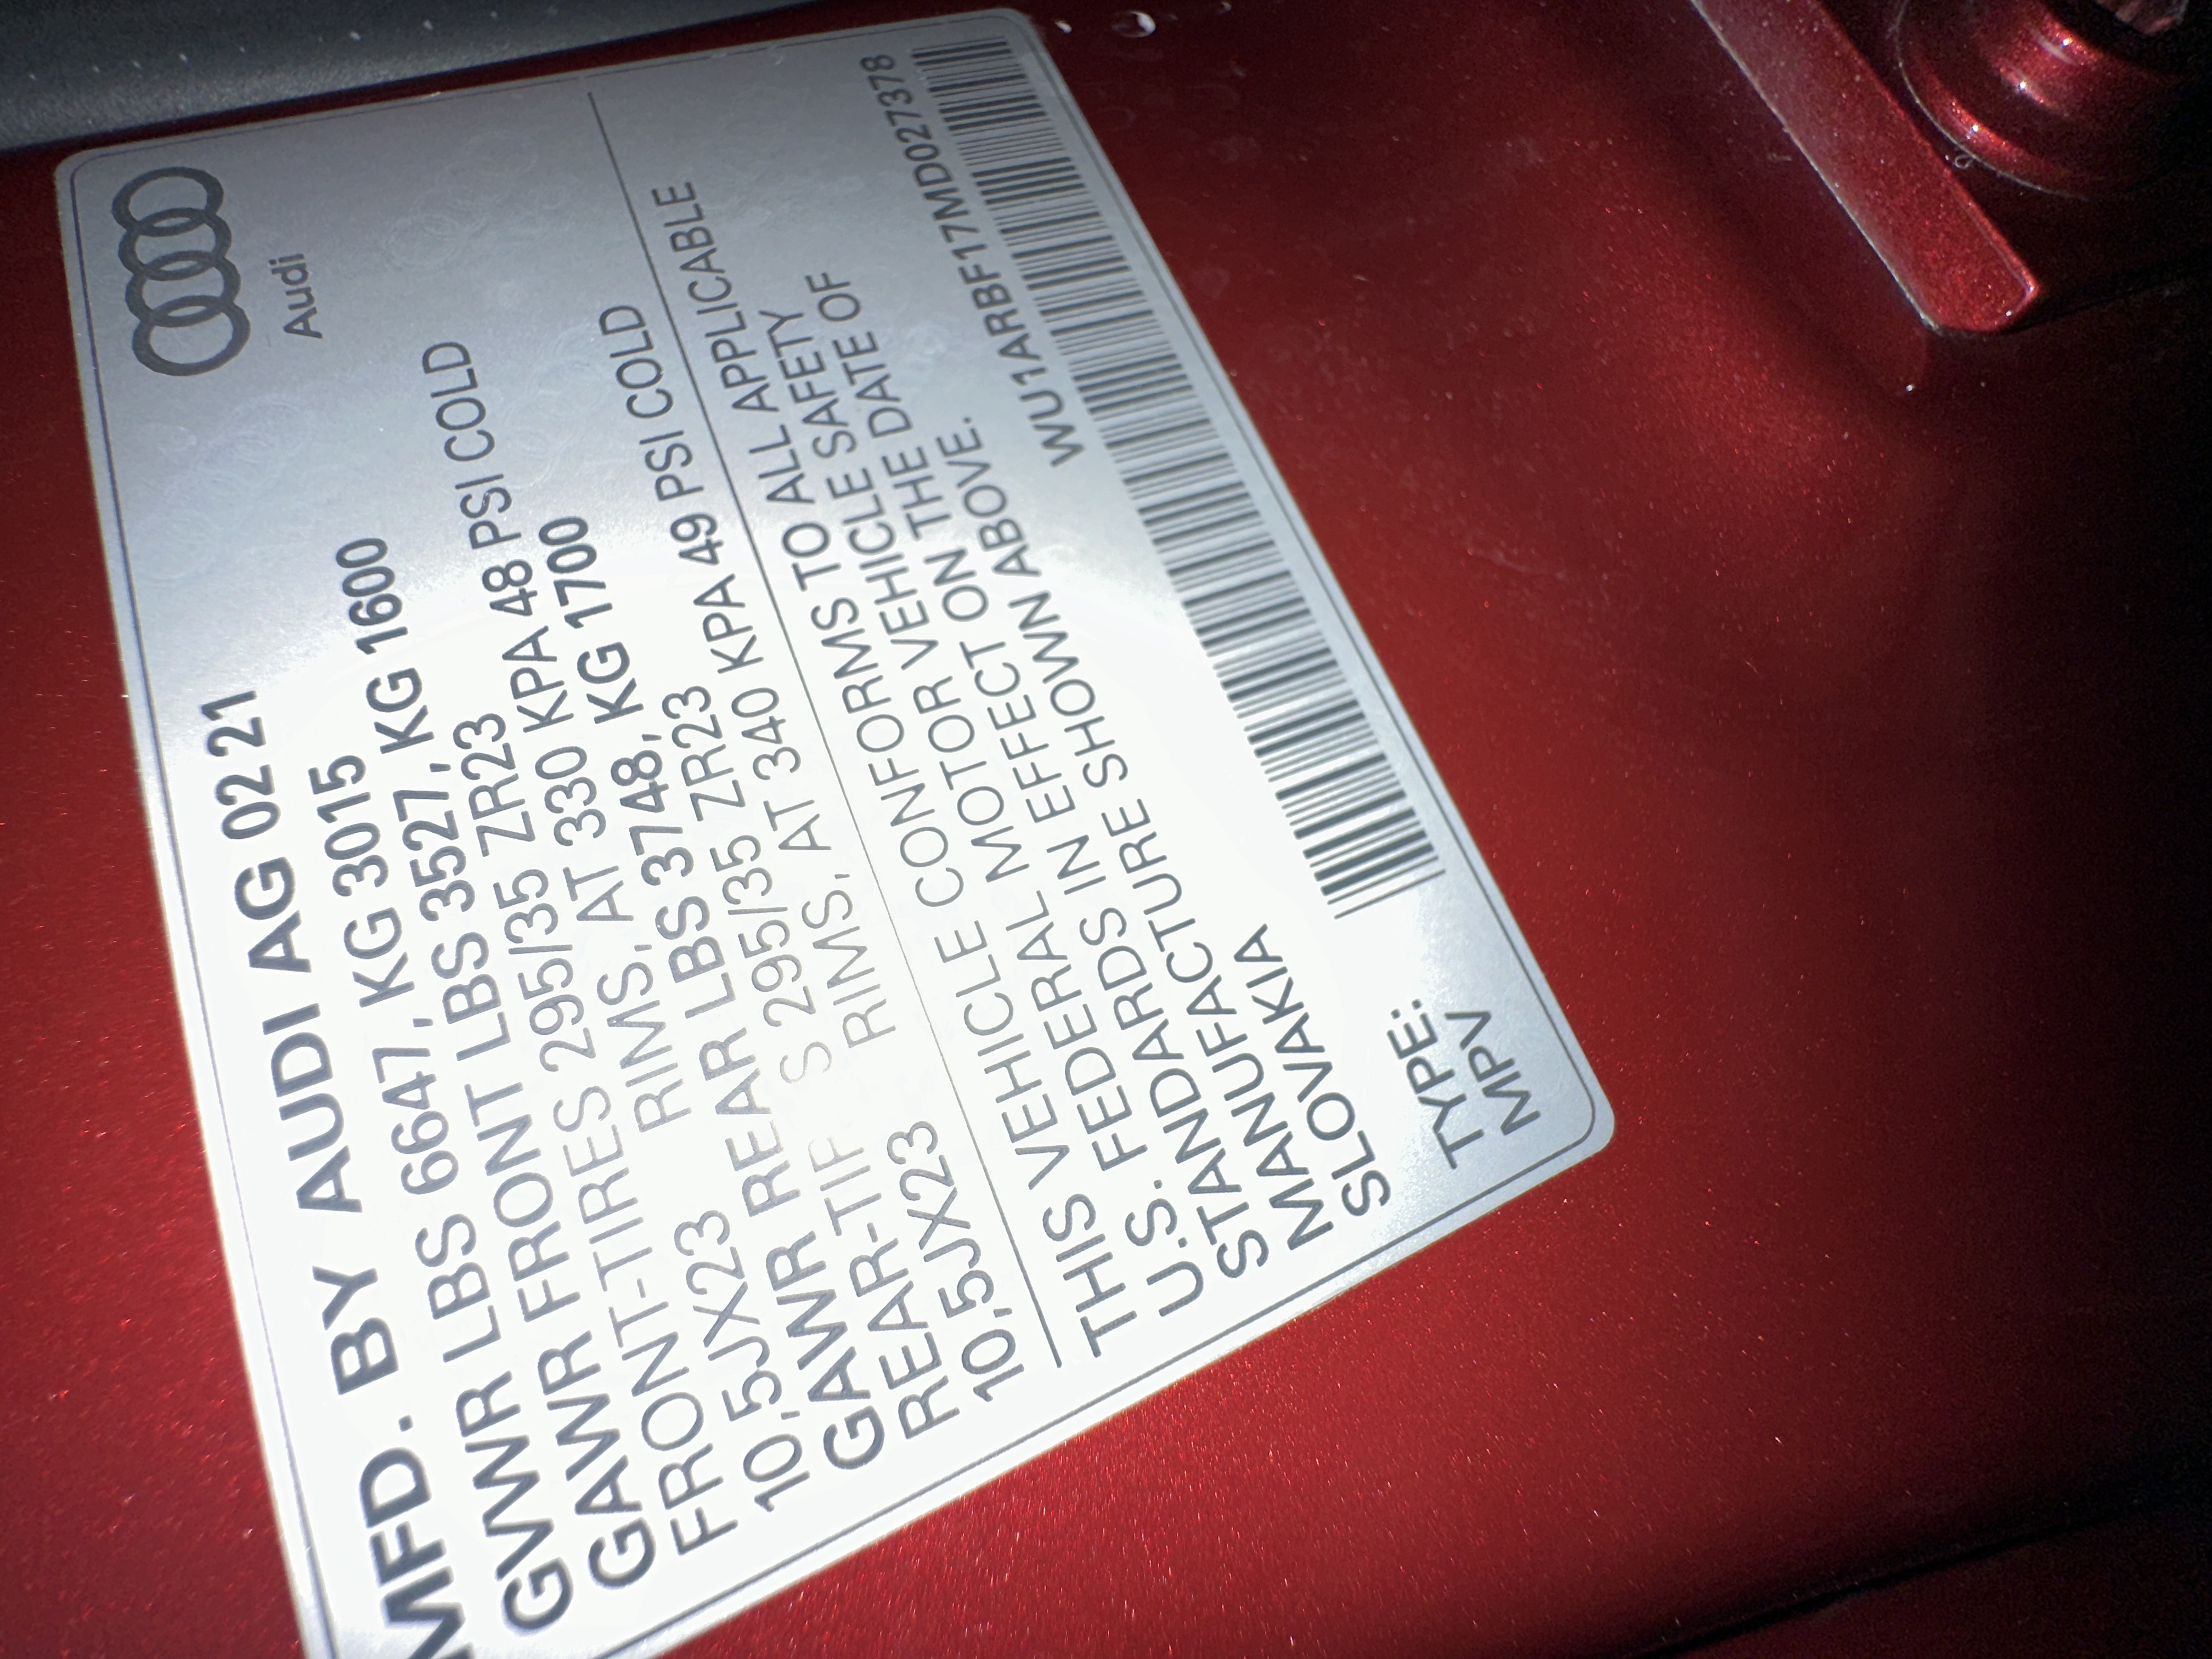 Audi
MFD. BY AUDI AG 02 21
GVWR LBS 6647, KG 3015
GAWR FRONT LBS 3527, KG 1600
FRONT-TIRES 295/35 ZR23
FRONT RIMS, AT 330 KPA 48 PSI COLD
10,5JX23
GAWR REAR LBS 3748, KG 1700
REAR-TIRES 295/35 ZR23
REAR RIMS, AT 340 KPA 49 PSI COLD
10,5JX23
THIS VEHICLE CONFORMS TO ALL APPLICABLE
U.S. FEDERAL MOTOR VEHICLE SAFETY
STANDARDS IN EFFECT ON THE DATE OF
MANUFACTURE SHOWN ABOVE.
SLOVAKIA
WU1ARBF17MD027378
TYPE:
MPV